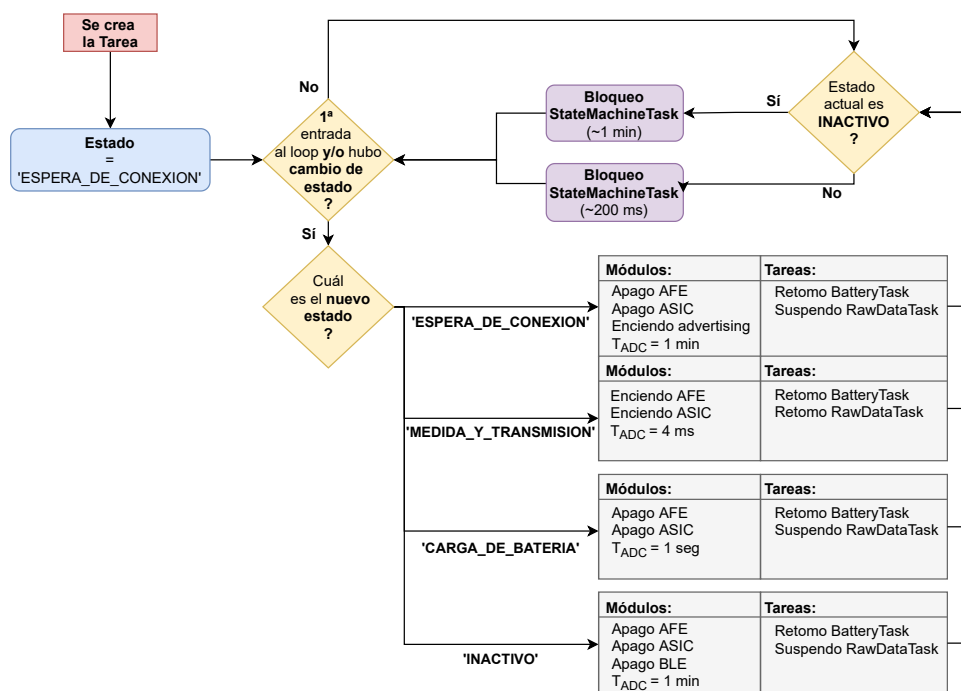 Se crea
la Tarea
Estado
=
'ESPERA_DE_CONEXION'
No
1ª
entrada
al loop y/o hubo
cambio de
estado
?
Sí
Bloqueo
StateMachineTask
(~1 min)
Sí
Estado
actual es
INACTIVO
?
No
Bloqueo
StateMachineTask
(~200 ms)
Cuál
es el nuevo
estado
?
'ESPERA_DE_CONEXION'
Módulos:
Apago AFE
Apago ASIC
Enciendo advertising
TADC = 1 min
Tareas:
Retomo BatteryTask
Suspendo RawDataTask
'MEDIDA_Y_TRANSMISION'
Módulos:
Enciendo AFE
Enciendo ASIC
TADC = 4 ms
Tareas:
Retomo BatteryTask
Retomo RawDataTask
'CARGA_DE_BATERIA'
Módulos:
Apago AFE
Apago ASIC
TADC = 1 seg
Tareas:
Retomo BatteryTask
Suspendo RawDataTask
'INACTIVO'
Módulos:
Apago AFE
Apago ASIC
Apago BLE
TADC = 1 min
Tareas:
Retomo BatteryTask
Suspendo RawDataTask